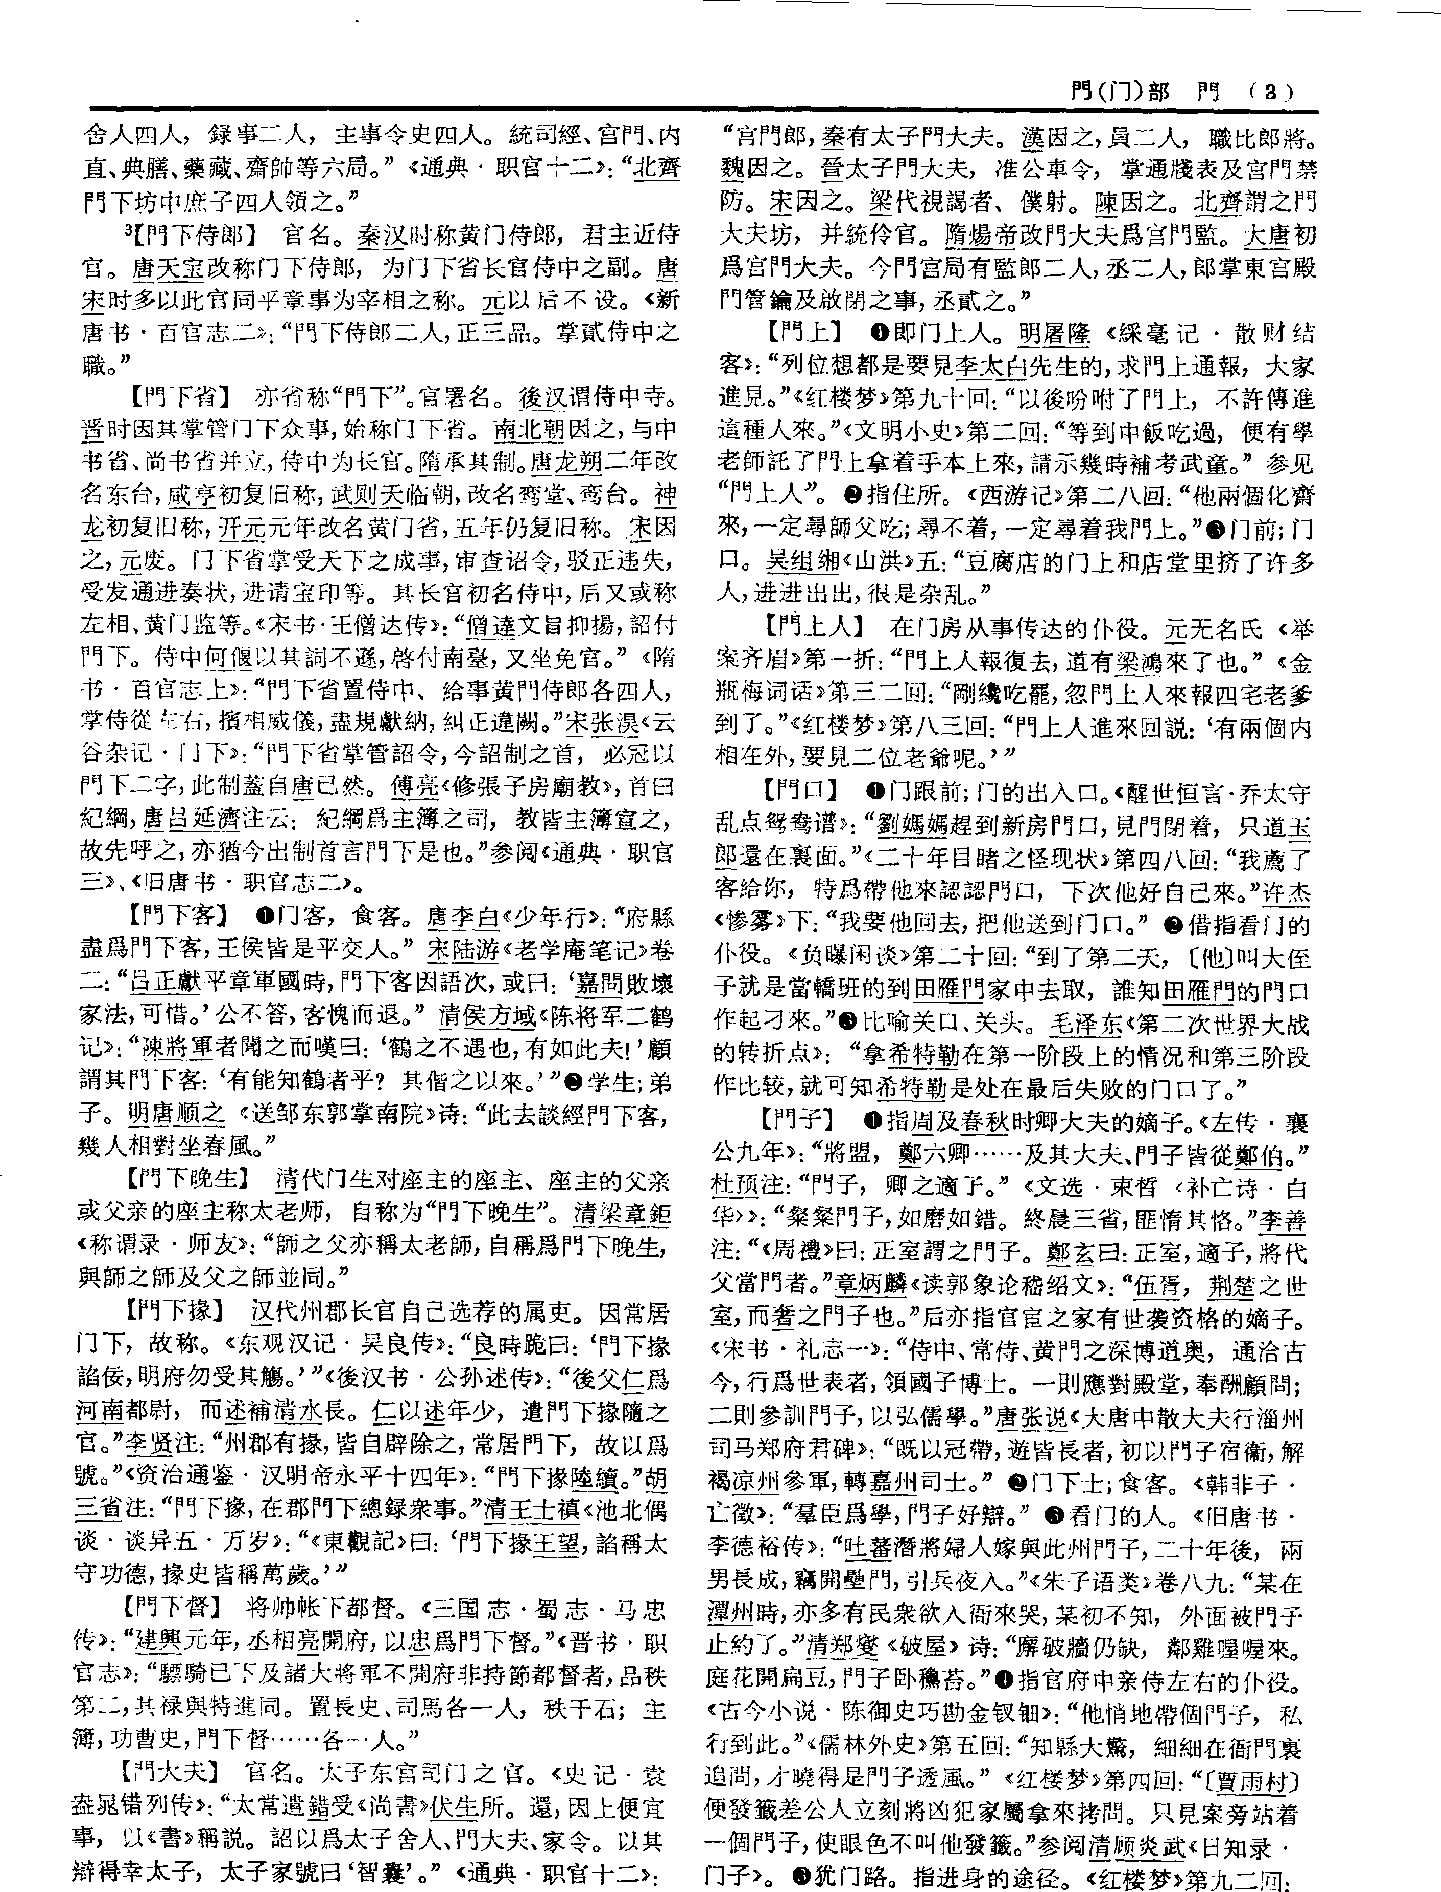 門(门)部　門　(3)
舍人四人，録事二人，主事令史四人。統司經、宫門、内
直、典膳、藥藏、齋帥等六局。”《通典·职官十二》：“北齊
門下坊中庶子四人領之。”
³【門下侍郎】　官名。秦汉时称黄门侍郎，君主近侍
官。唐天宝改称门下侍郎，为门下省长官侍中之副。唐
宋时多以此官同平章事为宰相之称。元以后不设。《新
唐书·百官志二》：“門下侍郎二人，正三品。掌貳侍中之
職。”
【門下省】　亦省称“門下”。官署名。後汉谓侍中寺。
晋时因其掌管门下众事，始称门下省。南北朝因之，与中
书省、尚书省并立，侍中为长官。隋承其制。唐龙朔二年改
名东台，咸亨初复旧称，武则天临朝，改名鸾堂、鸾台。神
龙初复旧称，开元元年改名黄门省，五年仍复旧称。宋因
之，元废。门下省掌受天下之成事，审查诏令，驳正违失，
受发通进奏状，进请宝印等。其长官初名侍中，后又或称
左相、黄门监等。《宋书·王僧达传》：“僧達文旨抑揚，詔付
門下。侍中何偃以其詞不遜，啓付南臺，又坐免官。”《隋
书·百官志上》：“門下省置侍中、給事黄門侍郎各四人，
掌侍從左右，擯相威儀，盡規獻納，糾正違闕。”宋张淏《云
谷杂记·门下》：“門下省掌管詔令，今詔制之首，必冠以
門下二字，此制蓋自唐已然。傅亮《修張子房廟教》，首曰
紀綱，唐吕延濟注云：紀綱爲主簿之司，教皆主簿宣之，
故先呼之，亦猶今出制首言門下是也。”参阅《通典·职官
三》、《旧唐书·职官志二》。
【門下客】　❶门客，食客。唐李白《少年行》：“府縣
盡爲門下客，王侯皆是平交人。”宋陆游《老学庵笔记》卷
二：“吕正獻平章軍國時，門下客因語次，或曰：‘嘉問敗壞
家法，可惜。’公不答，客愧而退。”清侯方域《陈将军二鹤
记》：“陳將軍者聞之而嘆曰：‘鶴之不遇也，有如此夫！’顧
謂其門下客：‘有能知鶴者乎？其偕之以來。’”❷学生；弟
子。明唐顺之《送邹东郭掌南院》诗：“此去談經門下客，
幾人相對坐春風。”
【門下晚生】　清代门生对座主的座主、座主的父亲
或父亲的座主称太老师，自称为“門下晚生”。清梁章鉅
《称谓录·师友》：“師之父亦稱太老師，自稱爲門下晚生，
與師之師及父之師並同。”
【門下掾】　汉代州郡长官自己选荐的属吏。因常居
门下，故称。《东观汉记·吴良传》：“良時跪曰：‘門下掾
諂佞，明府勿受其觴。’”《後汉书·公孙述传》：“後父仁爲
河南都尉，而述補清水長。仁以述年少，遣門下掾隨之
官。”李贤注：“州郡有掾，皆自辟除之，常居門下，故以爲
號。”《资治通鉴·汉明帝永平十四年》：“門下掾陸續。”胡
三省注：“門下掾，在郡門下總録衆事。”清王士禛《池北偶
谈·谈异五·万岁》：“《東觀記》曰：‘門下掾王望，諂稱太
守功德，掾史皆稱萬歲。’”
【門下督】　将帅帐下都督。《三国志·蜀志·马忠
传》：“建興元年，丞相亮開府，以忠爲門下督。”《晋书·职
官志》：“驃騎已下及諸大將軍不開府非持節都督者，品秩
第二，其禄與特進同。置長史、司馬各一人，秩千石；主
簿，功曹史，門下督……各一人。”
【門大夫】　官名。太子东宫司门之官。《史记·袁
盎晁错列传》：“太常遣錯受《尚書》伏生所。還，因上便宜
事，以《書》稱説。詔以爲太子舍人、門大夫、家令。以其
辯得幸太子，太子家號曰‘智囊’。”《通典·职官十二》：
“宫門郎，秦有太子門大夫。漢因之，員二人，職比郎將。
魏因之。晉太子門大夫，准公車令，掌通牋表及宫門禁
防。宋因之。梁代視謁者、僕射。陳因之。北齊謂之門
大夫坊，并統伶官。隋煬帝改門大夫爲宫門監。大唐初
爲宫門大夫。今門宫局有監郎二人，丞二人，郎掌東宫殿
門管鑰及啟閉之事，丞貳之。”
【門上】　❶即门上人。明屠隆《綵毫记·散财结
客》：“列位想都是要見李太白先生的，求門上通報，大家
進見。”《红楼梦》第九十回：“以後吩咐了門上，不許傳進
這種人來。”《文明小史》第二回：“等到中飯吃過，便有學
老師託了門上拿着手本上來，請示幾時補考武童。”参见
“門上人”。❷指住所。《西游记》第二八回：“他兩個化齋
來，一定尋師父吃；尋不着，一定尋着我門上。”❸门前；门
口。吴组缃《山洪》五：“豆腐店的门上和店堂里挤了许多
人，进进出出，很是杂乱。”
【門上人】　在门房从事传达的仆役。元无名氏《举
案齐眉》第一折：“門上人報復去，道有梁鴻來了也。”《金
瓶梅词话》第三二回：“剛纔吃罷，忽門上人來報四宅老爹
到了。”《红楼梦》第八三回：“門上人進來回説：‘有兩個内
相在外，要見二位老爺呢。’”
【門口】　❶门跟前；门的出入口。《醒世恒言·乔太守
乱点鸳鸯谱》：“劉媽媽趕到新房門口，見門閉着，只道玉
郎還在裏面。”《二十年目睹之怪现状》第四八回：“我薦了
客给你，特爲帶他來認認門口，下次他好自己來。”许杰
《惨雾》下：“我要他回去，把他送到门口。”❷借指看门的
仆役。《负曝闲谈》第二十回：“到了第二天，〔他〕叫大侄
子就是當轎班的到田雁門家中去取，誰知田雁門的門口
作起刁來。”❸比喻关口、关头。毛泽东《第二次世界大战
的转折点》：“拿希特勒在第一阶段上的情况和第三阶段
作比较，就可知希特勒是处在最后失败的门口了。”
【門子】　❶指周及春秋时卿大夫的嫡子。《左传·襄
公九年》：“將盟，鄭六卿……及其大夫、門子皆從鄭伯。”
杜预注：“門子，卿之適子。”《文选·束晳〈补亡诗·白
华〉》：“粲粲門子，如磨如錯。終晨三省，匪惰其恪。”李善
注：“《周禮》曰：正室謂之門子。鄭玄曰：正室，適子，將代
父當門者。”章炳麟《读郭象论嵇绍文》：“伍胥，荆楚之世
室，而奢之門子也。”后亦指官宦之家有世袭资格的嫡子。
《宋书·礼志一》：“侍中、常侍、黄門之深博道奥，通洽古
今，行爲世表者，領國子博士。一則應對殿堂，奉酬顧問；
二則參訓門子，以弘儒學。”唐张说《大唐中散大夫行淄州
司马郑府君碑》：“既以冠帶，遊皆長者，初以門子宿衞，解
褐凉州參軍，轉嘉州司士。”❷门下士；食客。《韩非子·
亡徵》：“羣臣爲學，門子好辯。”❸看门的人。《旧唐书·
李德裕传》：“吐蕃潛將婦人嫁與此州門子，二十年後，兩
男長成，竊開壘門，引兵夜入。”《朱子语类》卷八九：“某在
潭州時，亦多有民衆欲入衙來哭，某初不知，外面被門子
止約了。”清郑燮《破屋》诗：“廨破牆仍缺，鄰雞喔喔來。
庭花開扁豆，門子卧穮苔。”❹指官府中亲侍左右的仆役。
《古今小说·陈御史巧勘金钗钿》：“他悄地帶個門子，私
行到此。”《儒林外史》第五回：“知縣大驚，細細在衙門裏
追問，才曉得是門子透風。”《红楼梦》第四回：“〔賈雨村〕
便發籤差公人立刻將凶犯家屬拿來拷問。只見案旁站着
一個門子，使眼色不叫他發籤。”参阅清顾炎武《日知录·
门子》。❺犹门路。指进身的途径。《红楼梦》第九二回：